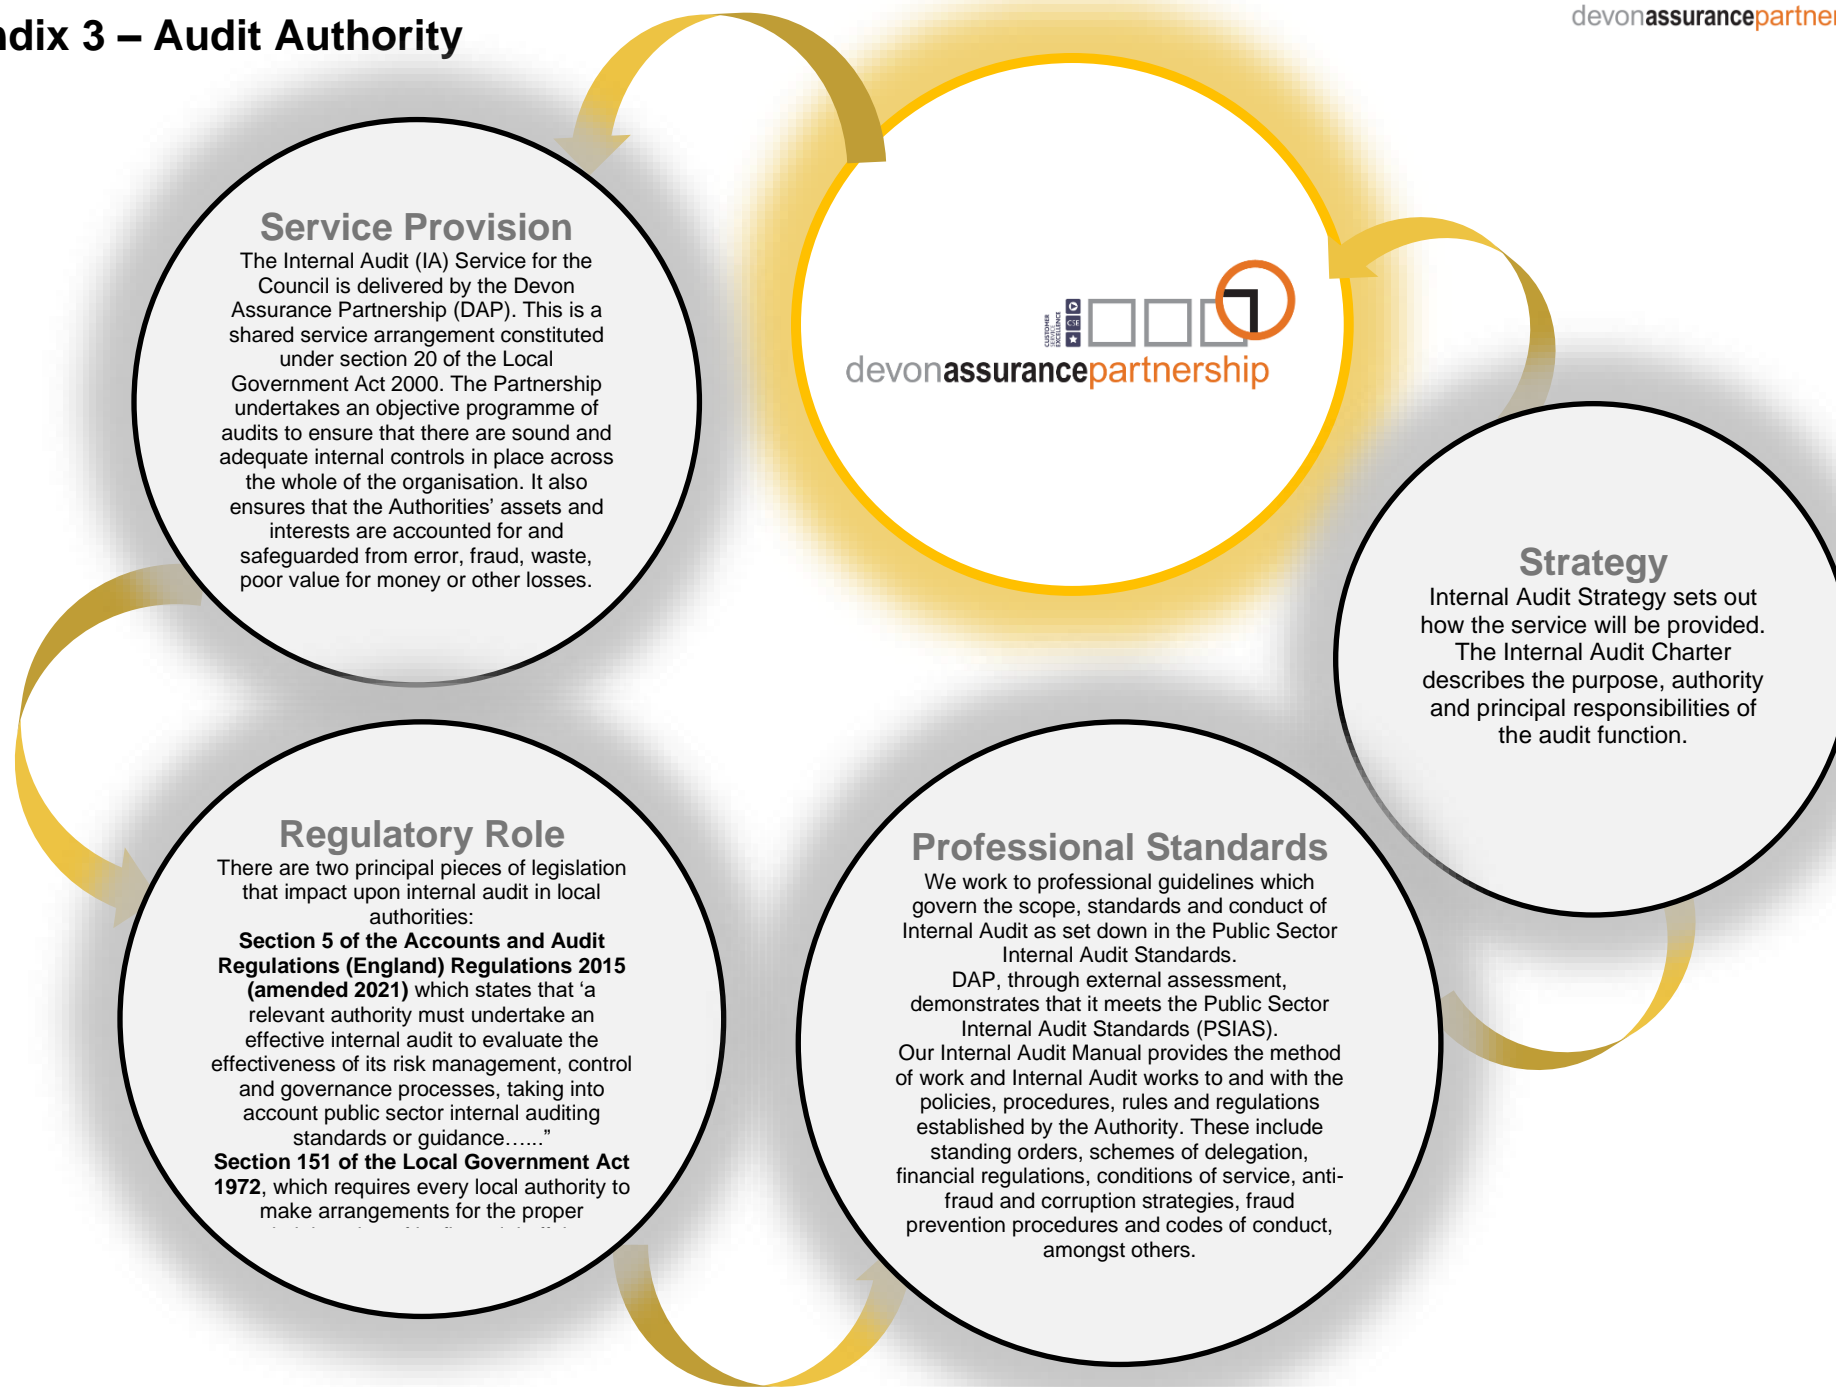 ndix 3 – Audit Authority
devonassurancepartner
Service Provision
The Internal Audit (IA) Service for the
Council is delivered by the Devon
Assurance Partnership (DAP). This is a
shared service arrangement constituted
under section 20 of the Local
Government Act 2000. The Partnership
undertakes an objective programme of
audits to ensure that there are sound and
adequate internal controls in place across
the whole of the organisation. It also
ensures that the Authorities’ assets and
interests are accounted for and
safeguarded from error, fraud, waste,
poor value for money or other losses.
CUSTOMER
SERVICE
EXCELLENCE
CSE
devonassurancepartnership
Strategy
Internal Audit Strategy sets out
how the service will be provided.
The Internal Audit Charter
describes the purpose, authority
and principal responsibilities of
the audit function.
Regulatory Role
There are two principal pieces of legislation
that impact upon internal audit in local
authorities:
Section 5 of the Accounts and Audit
Regulations (England) Regulations 2015
(amended 2021) which states that ‘a
relevant authority must undertake an
effective internal audit to evaluate the
effectiveness of its risk management, control
and governance processes, taking into
account public sector internal auditing
standards or guidance…...”
Section 151 of the Local Government Act
1972, which requires every local authority to
make arrangements for the proper
Professional Standards
We work to professional guidelines which
govern the scope, standards and conduct of
Internal Audit as set down in the Public Sector
Internal Audit Standards.
DAP, through external assessment,
demonstrates that it meets the Public Sector
Internal Audit Standards (PSIAS).
Our Internal Audit Manual provides the method
of work and Internal Audit works to and with the
policies, procedures, rules and regulations
established by the Authority. These include
standing orders, schemes of delegation,
financial regulations, conditions of service, anti-
fraud and corruption strategies, fraud
prevention procedures and codes of conduct,
amongst others.